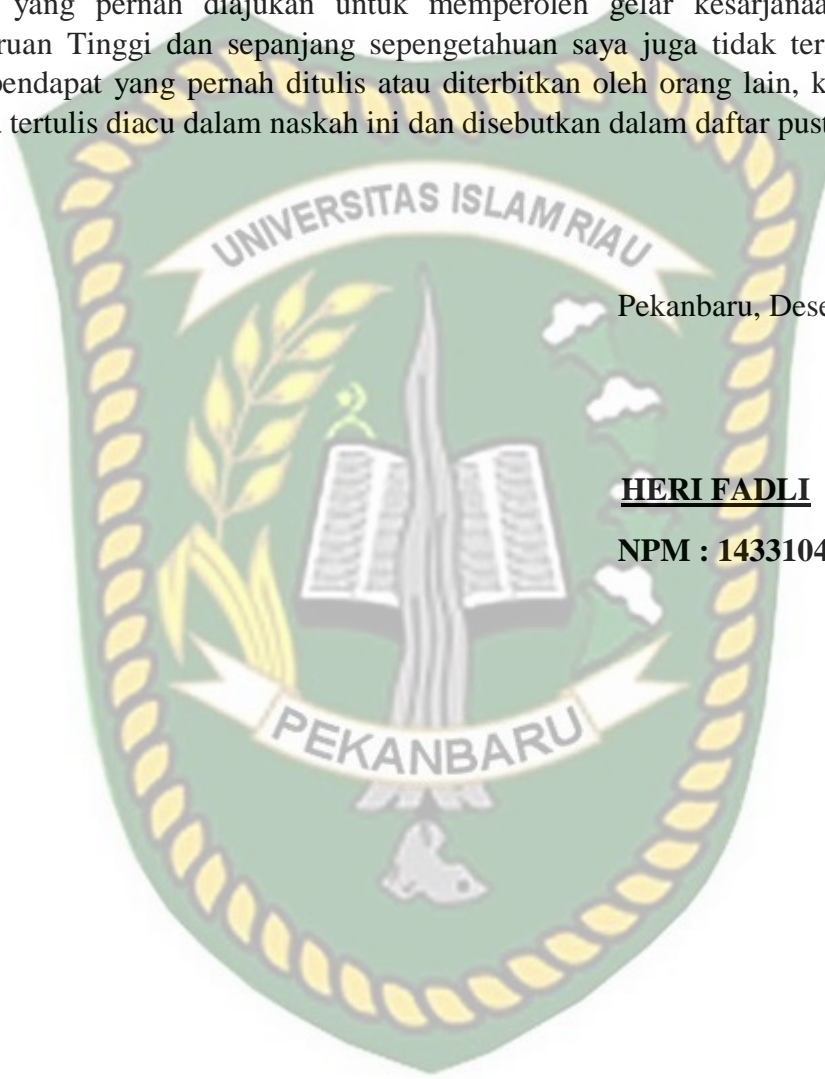 yang pernah diajukan untuk memperoleh gelar kesarjanaa
ruan Tinggi dan sepanjang sepengetahuan saya juga tidak ter
pendapat yang pernah ditulis atau diterbitkan oleh orang lain, k
tertulis diacu dalam naskah ini dan disebutkan dalam daftar pust
UNIVERSITAS ISLAM RIAU
Pekanbaru, Dese
HERI FADLI
NPM : 1433104
PEKANBARU